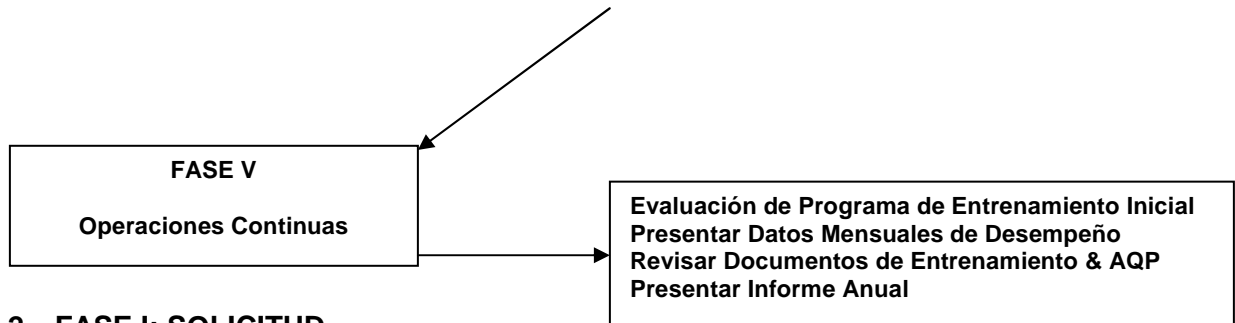 FASE V
Operaciones Continuas
Evaluación de Programa de Entrenamiento Inicial
Presentar Datos Mensuales de Desempeño
Revisar Documentos de Entrenamiento & AQP
Presentar Informe Anual